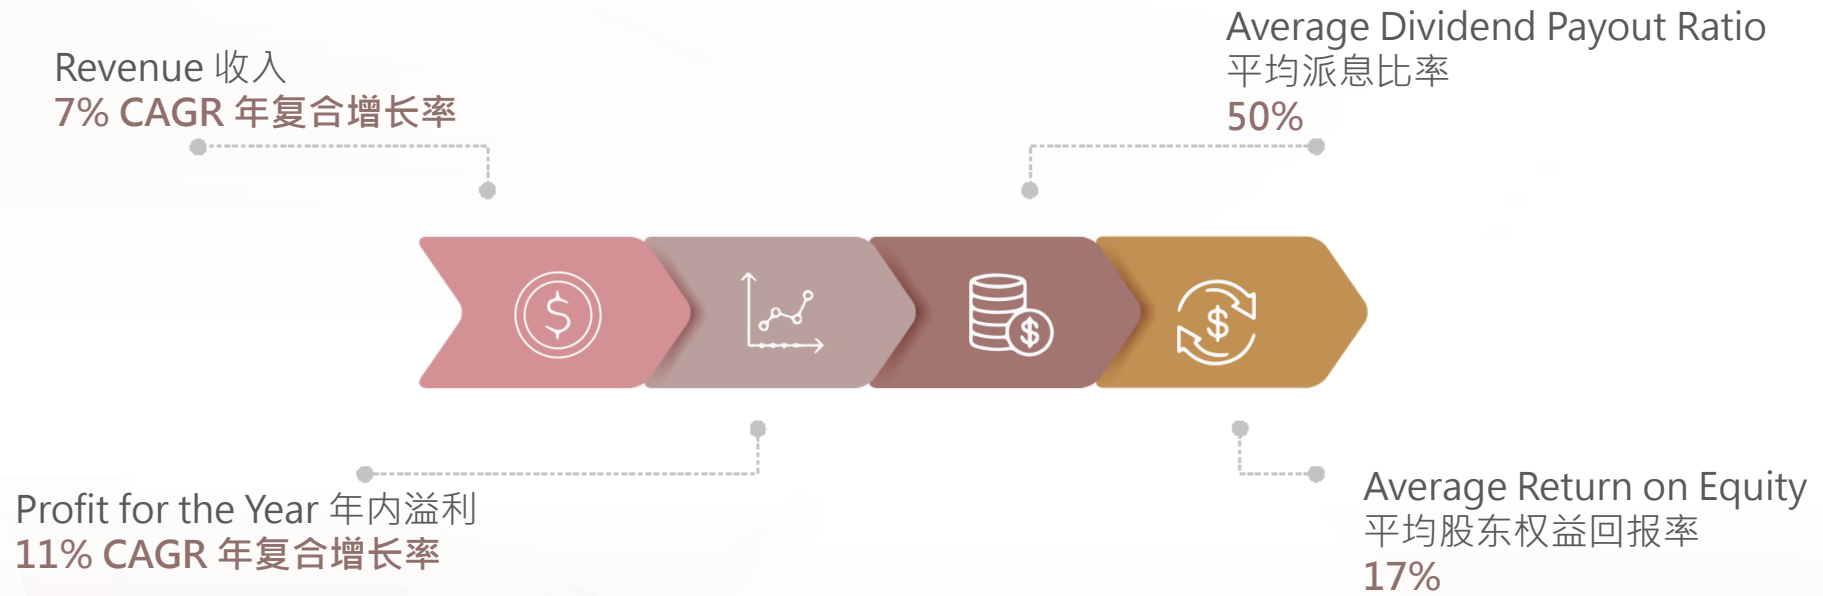 Revenue 收入
7% CAGR 年复合增长率
Average Dividend Payout Ratio
平均派息比率
50%
Profit for the Year 年内溢利
11% CAGR 年复合增长率
Average Return on Equity
平均股东权益回报率
17%